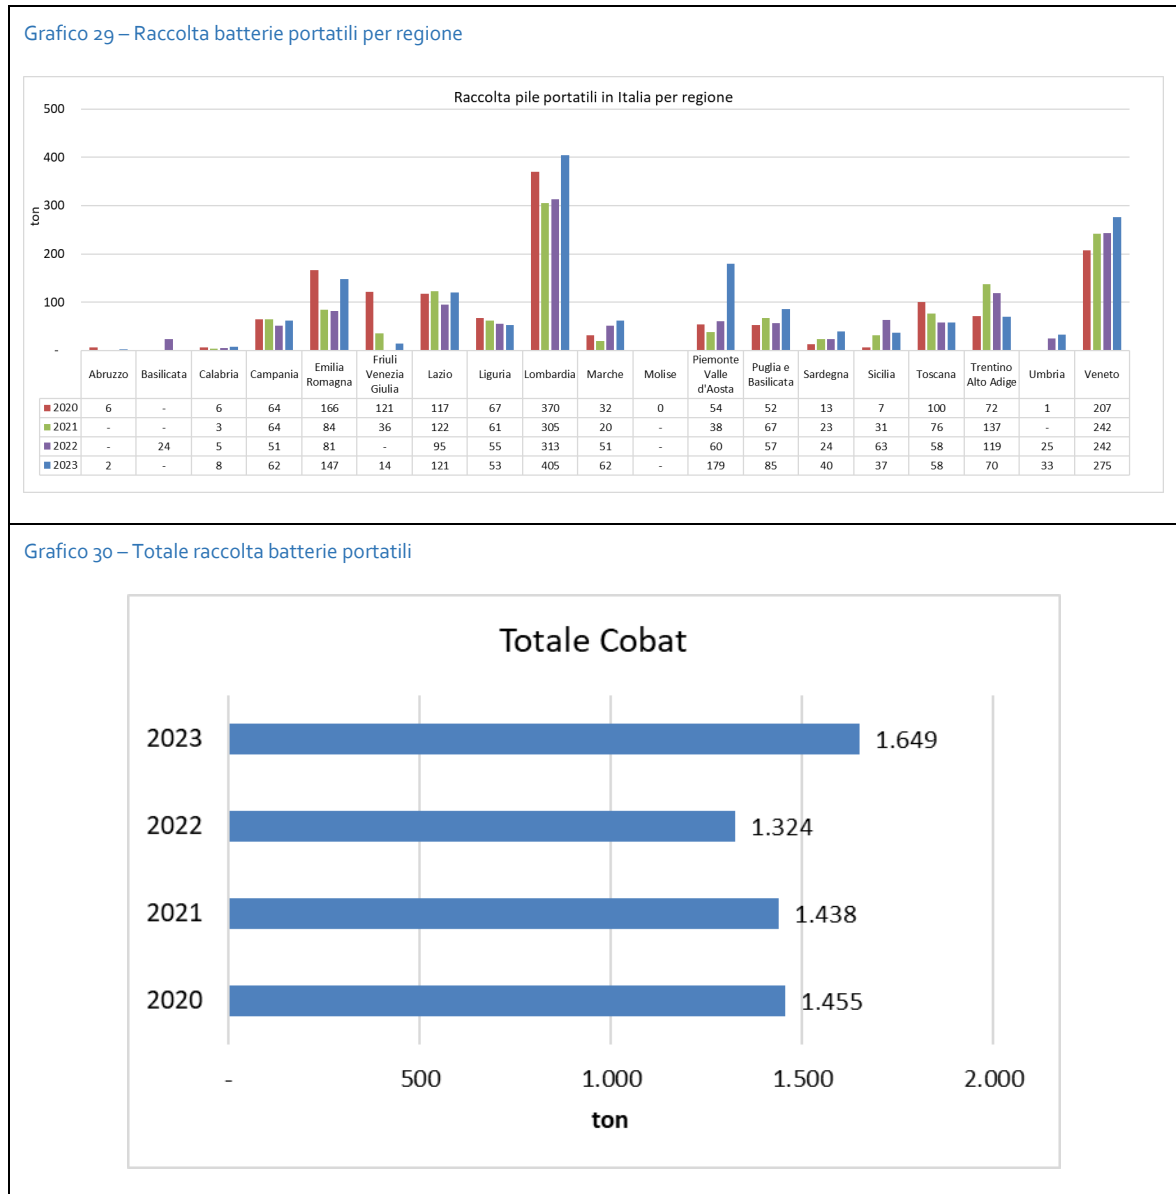 Grafico 29 – Raccolta batterie portatili per regione
Raccolta pile portatili in Italia per regione
500
400
300
200
100
-
ton
Abruzzo Basilicata Calabria Campania Emilia Romagna Friuli Venezia Giulia Lazio Liguria Lombardia Marche Molise Piemonte Valle d'Aosta Puglia e Basilicata Sardegna Sicilia Toscana Trentino Alto Adige Umbria Veneto
2020 6 - 6 64 166 121 117 67 370 32 0 54 52 13 7 100 72 1 207
2021 - - 3 64 84 36 122 61 305 20 - 38 67 23 31 76 137 - 242
2022 - 24 5 51 81 - 95 55 313 51 - 60 57 24 63 58 119 25 242
2023 2 - 8 62 147 14 121 53 405 62 - 179 85 40 37 58 70 33 275
Grafico 30 – Totale raccolta batterie portatili
Totale Cobat
2023 1.649
2022 1.324
2021 1.438
2020 1.455
- 500 1.000 1.500 2.000
ton